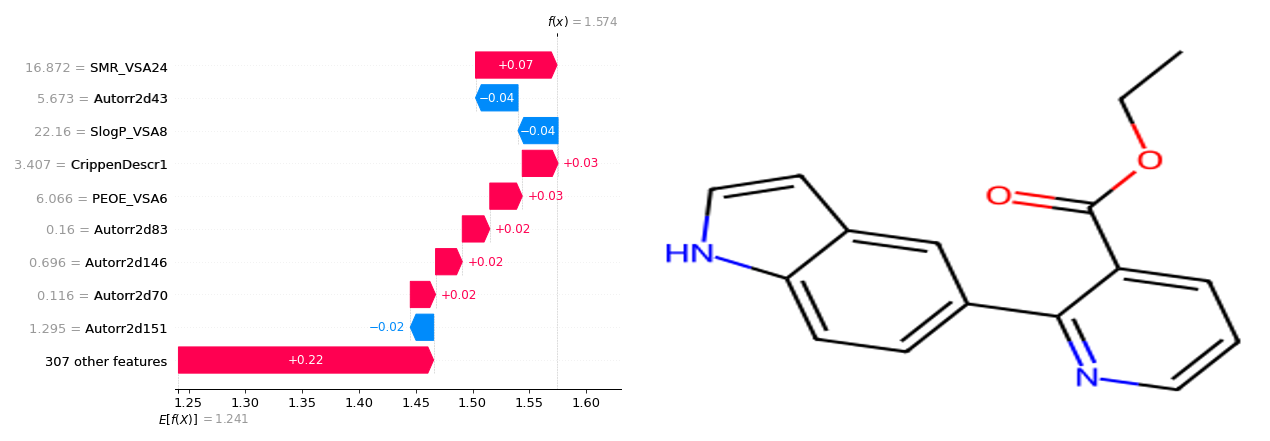 f(x) = 1.574
16.872 = SMR_VSA24
+0.07
5.673 = Autorr2d43
−0.04
22.16 = SlogP_VSA8
−0.04
3.407 = CrippenDescr1
+0.03
6.066 = PEOE_VSA6
+0.03
0.16 = Autorr2d83
+0.02
0.696 = Autorr2d146
+0.02
0.116 = Autorr2d70
+0.02
1.295 = Autorr2d151
−0.02
307 other features
+0.22
1.25 1.30 1.35 1.40 1.45 1.50 1.55 1.60
E[f(X)] = 1.241
O
O
HN
N